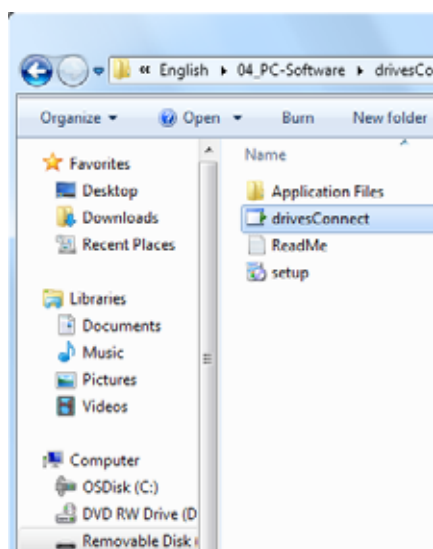 « English ▸ 04_PC-Software ▸ drivesCo
Organize Open Burn New folder
Favorites
Desktop
Downloads
Recent Places
Libraries
Documents
Music
Pictures
Videos
Computer
OSDisk (C:)
DVD RW Drive (D
Removable Disk (
Name
Application Files
drivesConnect
ReadMe
setup